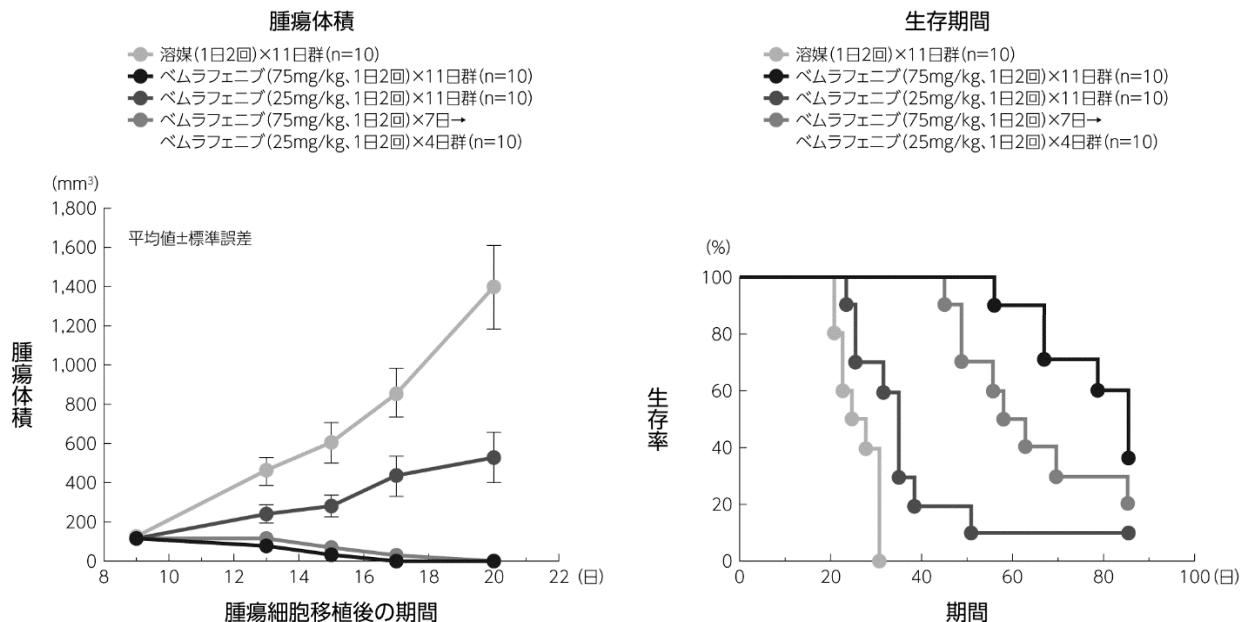 腫瘍体積
溶媒(1日2回)×11日群(n=10)
ベムラフェニブ(75mg/kg、1日2回)×11日群(n=10)
ベムラフェニブ(25mg/kg、1日2回)×11日群(n=10)
ベムラフェニブ(75mg/kg、1日2回)×7日→
ベムラフェニブ(25mg/kg、1日2回)×4日群(n=10)
(mm³)
1,800
1,600
1,400
1,200
1,000
800
600
400
200
0
平均値±標準誤差
腫瘍体積
8 10 12 14 16 18 20 22 (日)
腫瘍細胞移植後の期間
生存期間
溶媒(1日2回)×11日群(n=10)
ベムラフェニブ(75mg/kg、1日2回)×11日群(n=10)
ベムラフェニブ(25mg/kg、1日2回)×11日群(n=10)
ベムラフェニブ(75mg/kg、1日2回)×7日→
ベムラフェニブ(25mg/kg、1日2回)×4日群(n=10)
(%)
100
80
60
40
20
0
生存率
0 20 40 60 80 100 (日)
期間